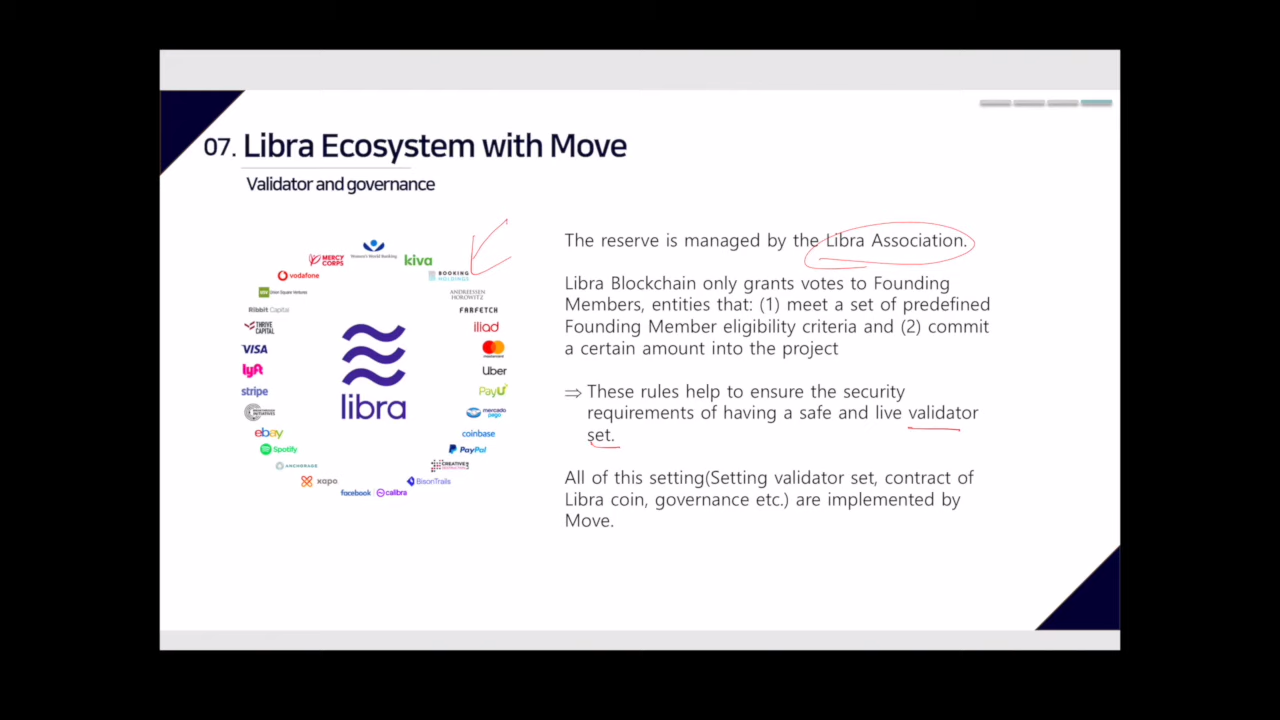 07. Libra Ecosystem with Move
Validator and governance
Women's World Banking
MERCY
CORPS
kiva
vodafone
BOOKING
HOLDINGS
Union Square Ventures
ANDREESSEN
HOROWITZ
Ribbit Capital
FARFETCH
THRIVE
CAPITAL
iliad
VISA
mastercard
lyft
Uber
stripe
PayU
BREAKTHROUGH
INITIATIVES
mercado
pago
ebay
coinbase
Spotify
PayPal
ANCHORAGE
CREATIVE
DESTRUCTION
xapo
BisonTrails
facebook
calibra
libra
The reserve is managed by the Libra Association.
Libra Blockchain only grants votes to Founding
Members, entities that: (1) meet a set of predefined
Founding Member eligibility criteria and (2) commit
a certain amount into the project
⇒ These rules help to ensure the security
requirements of having a safe and live validator
set.
All of this setting(Setting validator set, contract of
Libra coin, governance etc.) are implemented by
Move.